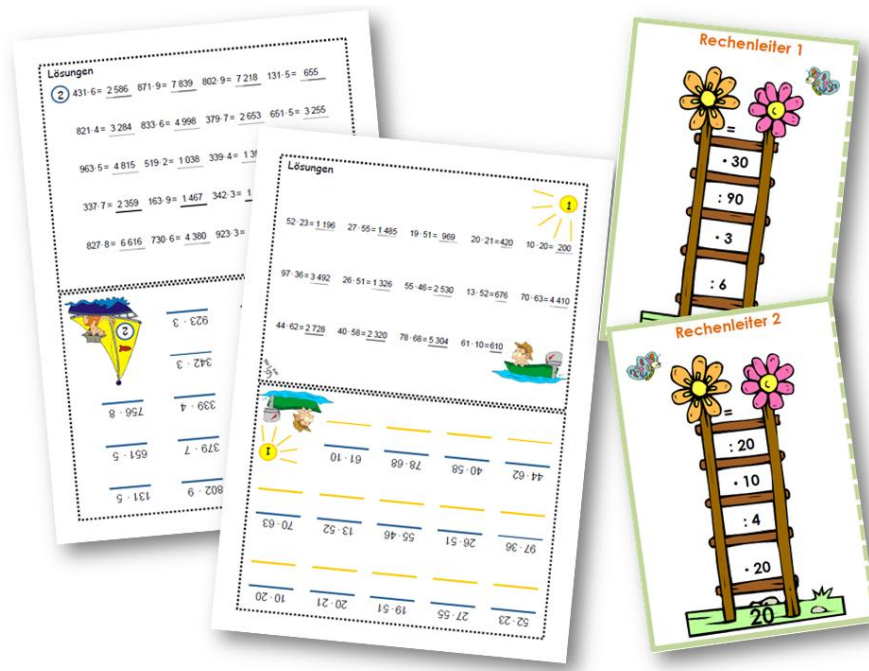 Lösungen
2 431·6= 2 586 871·9= 7 839 802·9= 7 218 131·5= 655
821·4= 3 284 833·6= 4 998 379·7= 2 653 651·5= 3 255
963·5= 4 815 519·2= 1 038 339·4=
337·7= 2 359 163·9= 1 467 342·3= 1
827·8= 6 616 730·6= 4 380 923·3=
2 923 · 3
342 · 3
756 · 8 339 · 4
651 · 5 379 · 7
131 · 5 802 · 9
Lösungen
1
52·23= 1 196 27·55= 1 485 19·51= 969 20·21= 420 10·20= 200
97·36= 3 492 26·51= 1 326 55·46= 2 530 13·52= 676 70·63= 4 410
44·62= 2 728 40·58= 2 320 78·68= 5 304 61·10= 610
1
61 · 10 78 · 68 40 · 58 44 · 62
70 · 63 13 · 52 55 · 46 26 · 51 97 · 36
10 · 20 20 · 21 19 · 51 27 · 55 52 · 23
Rechenleiter 1
=
· 30
: 90
· 3
: 6
Rechenleiter 2
=
: 20
· 10
: 4
· 20
20